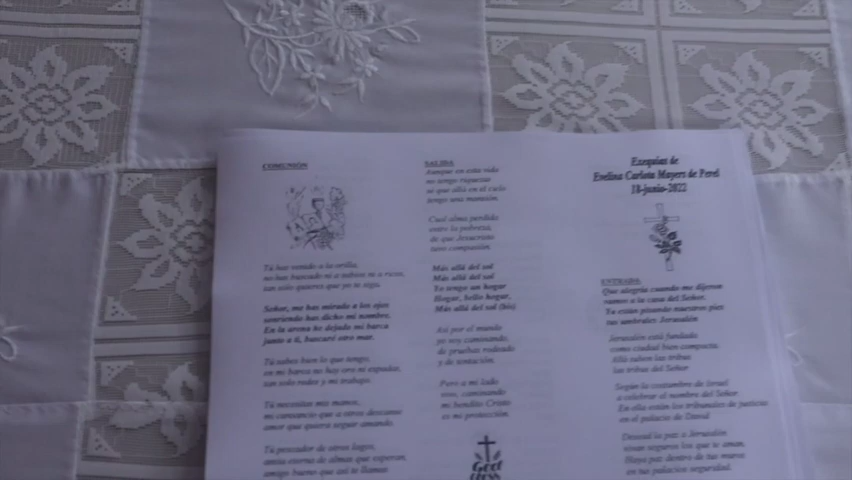 COMUNIÓN
Tú has venido a la orilla,
no has buscado ni a sabios ni a ricos,
tan sólo quieres que yo te siga.
Señor, me has mirado a los ojos
sonriendo has dicho mi nombre,
En la arena he dejado mi barca
junto a ti, buscaré otro mar.
Tú sabes bien lo que tengo,
en mi barca no hay oro ni espadas,
tan solo redes y mi trabajo.
Tú necesitas mis manos,
mi cansancio que a otros descanse
amor que quiera seguir amando.
Tú pescador de otros lagos,
ansia eterna de almas que esperan,
amigo bueno que así te llaman
SALIDA
Aunque en esta vida
no tengo riquezas
sé que allá en el cielo
tengo una mansión.
Cual alma perdida
entre la pobreza,
de que Jesucristo
tuvo compasión.
Más allá del sol
Más allá del sol
Yo tengo un hogar
Hogar, bello hogar,
Más allá del sol (bis)
Así por el mundo
yo voy caminando,
de pruebas rodeado
y de tentación.
Pero a mi lado
viene caminando
mi bendito Cristo
es mi protección.
God
Exequias de
Evelina Carlota Mayers de Perel
18-junio-2022
ENTRADA
Que alegría cuando me dijeron
vamos a la casa del Señor.
Ya están pisando nuestros pies
tus umbrales Jerusalén
Jerusalén está fundada
como ciudad bien compacta.
Allá suben las tribus
las tribus del Señor
Según la costumbre de Israel
a celebrar el nombre del Señor
En ella están los tribunales de justicia
en el palacio de David
Desead la paz a Jerusalén
vivan seguros los que te aman,
Haya paz dentro de tus muros
en tus palacios seguridad.